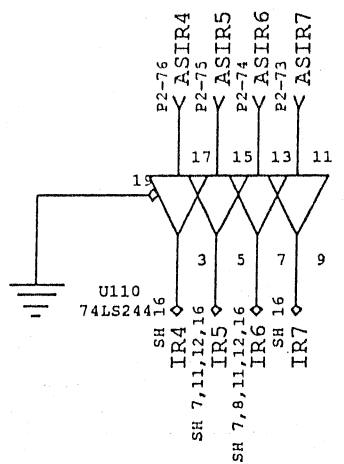 P2-76
ASIR4
P2-75
ASIR5
P2-74
ASIR6
P2-73
ASIR7
19
17
15
13
11
3
5
7
9
U110
74LS244
SH 16
IR4
SH 7,11,12,16
IR5
SH 7,8,11,12,16
IR6
SH 16
IR7